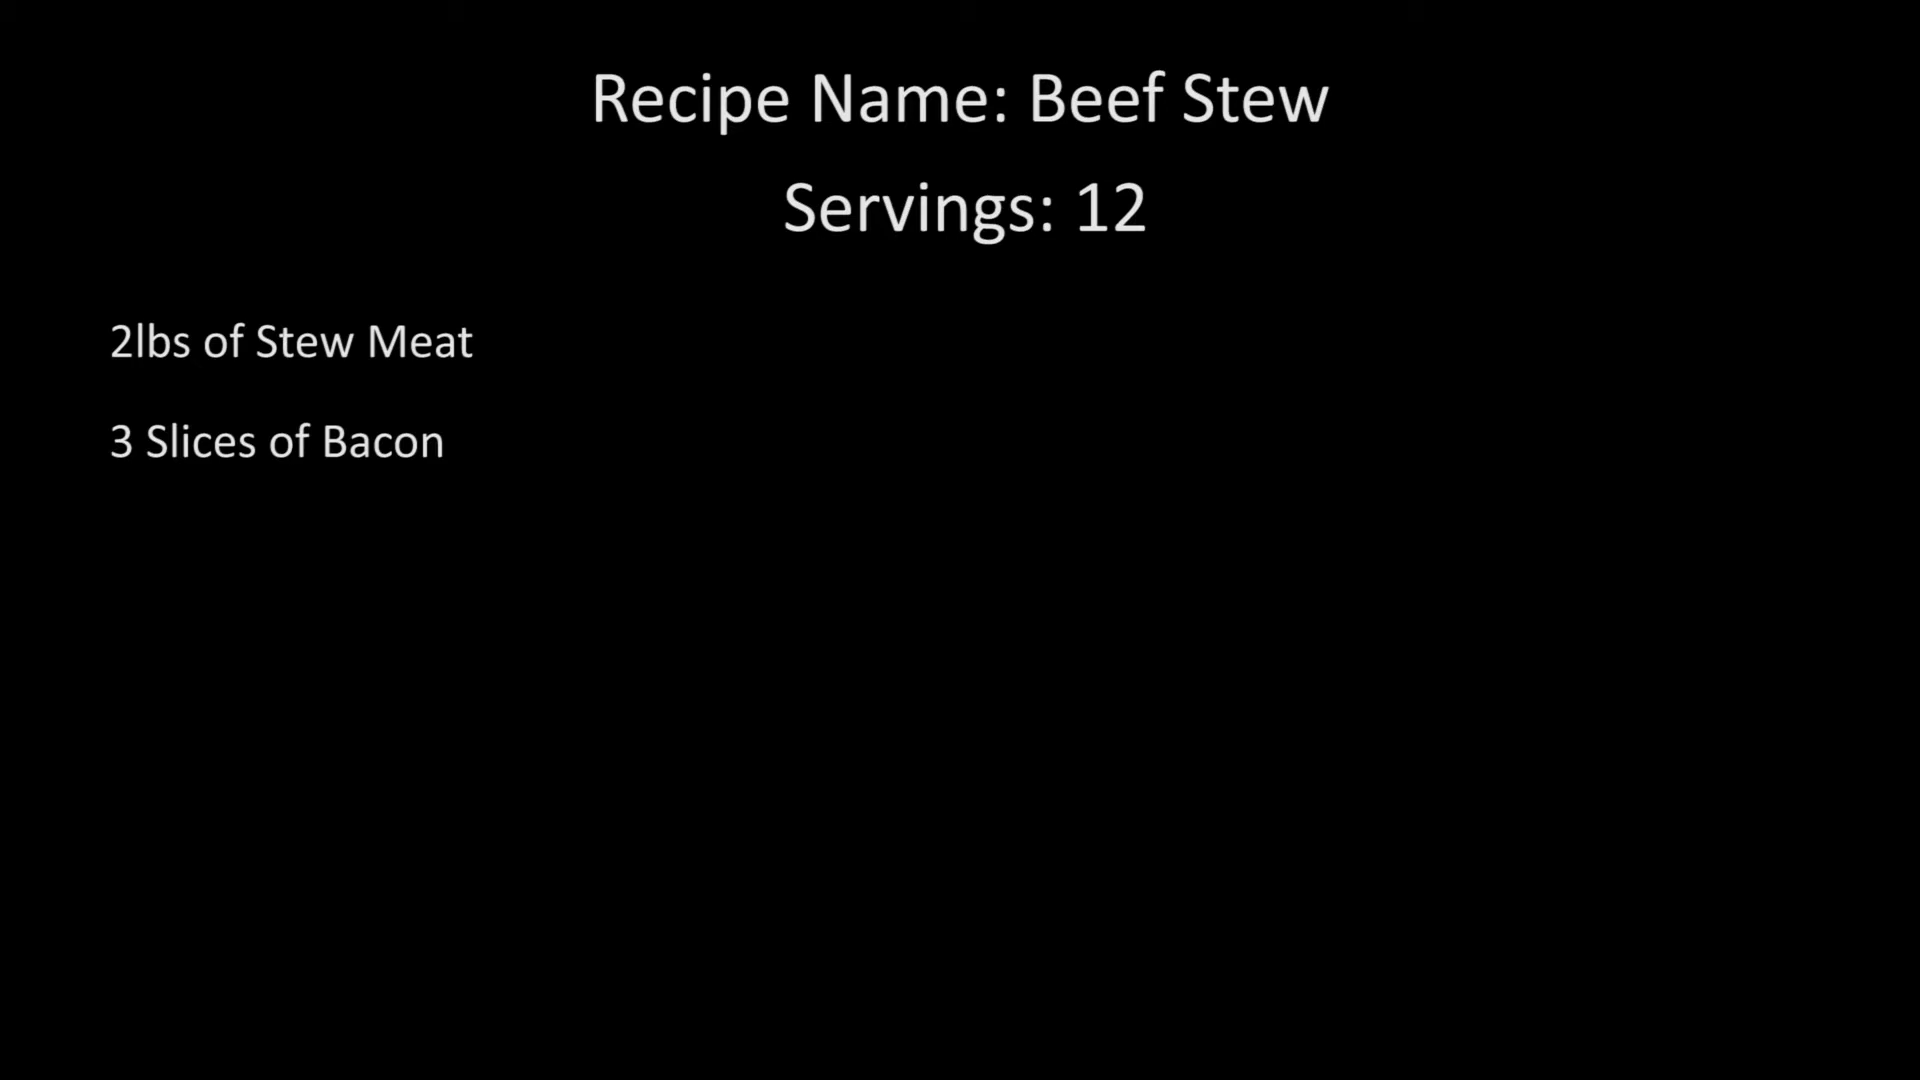 Recipe Name: Beef Stew
Servings: 12
2lbs of Stew Meat
3 Slices of Bacon